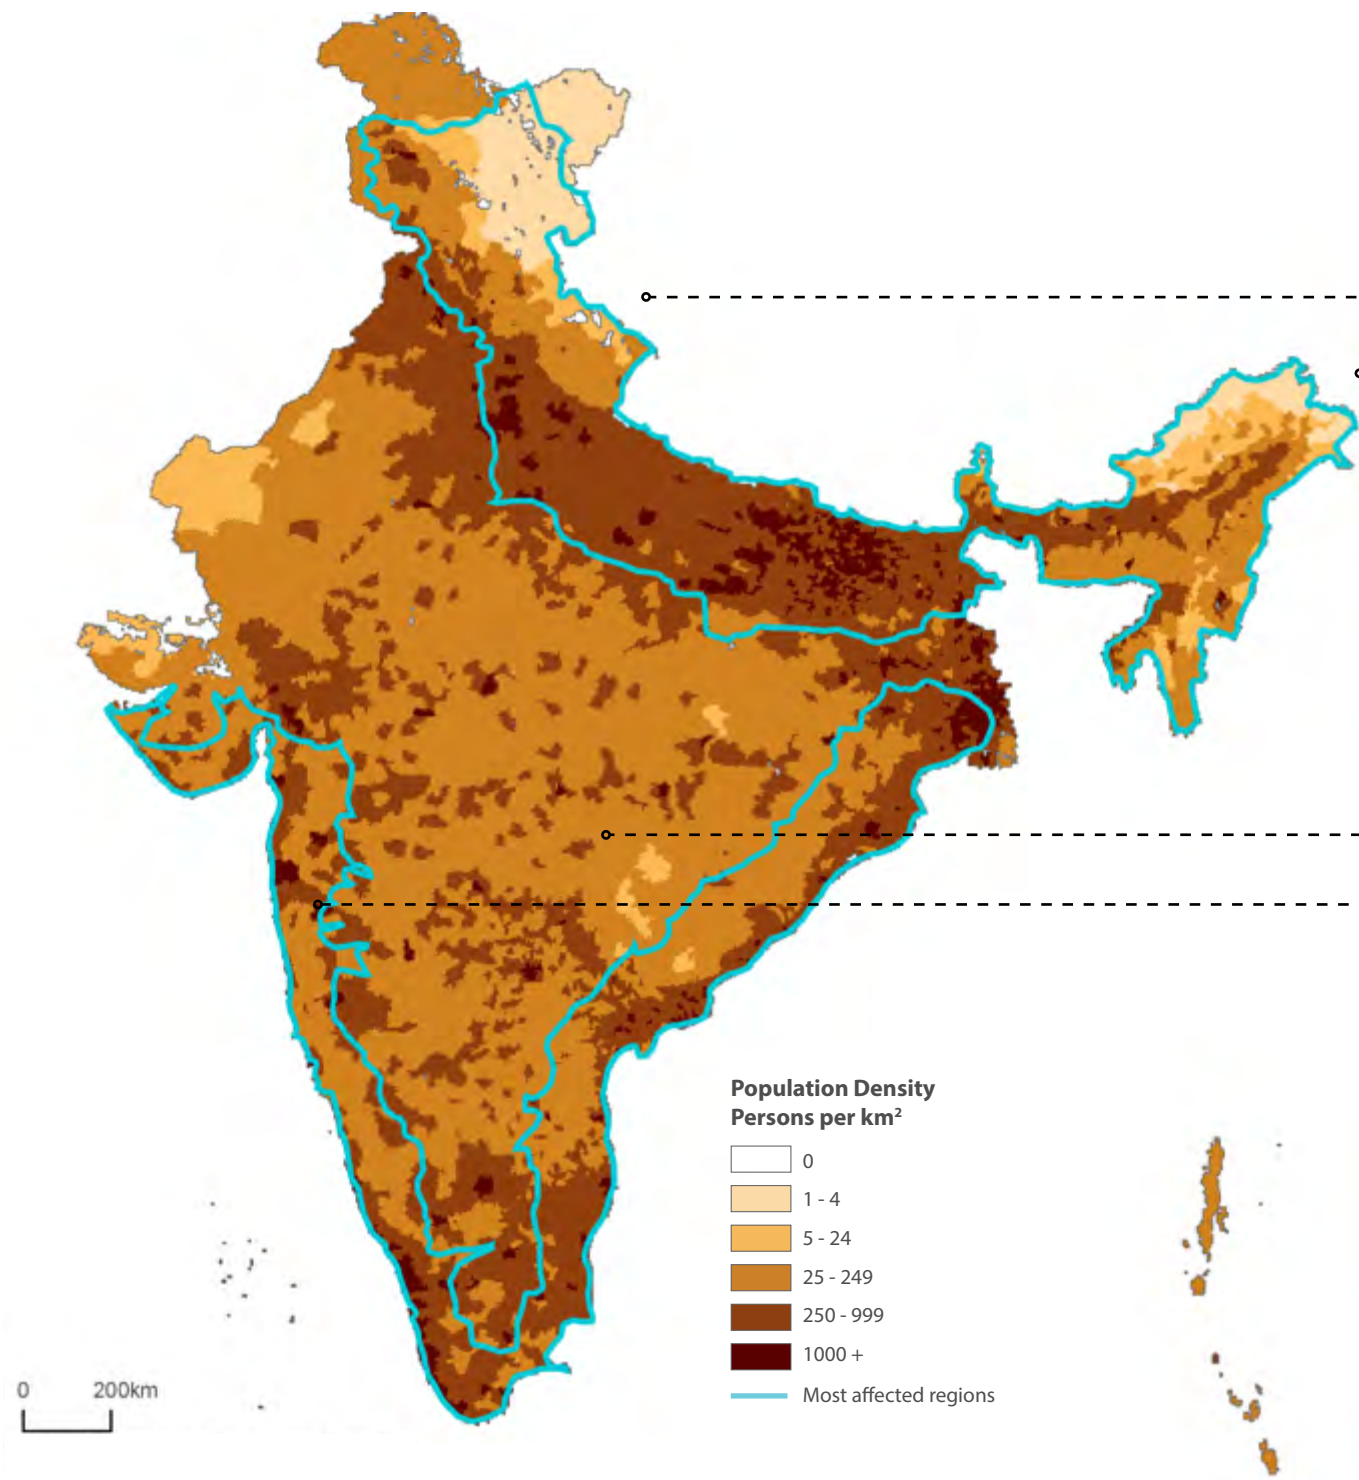 Population Density
Persons per km²
0
1 - 4
5 - 24
25 - 249
250 - 999
1000 +
Most affected regions
0 200km